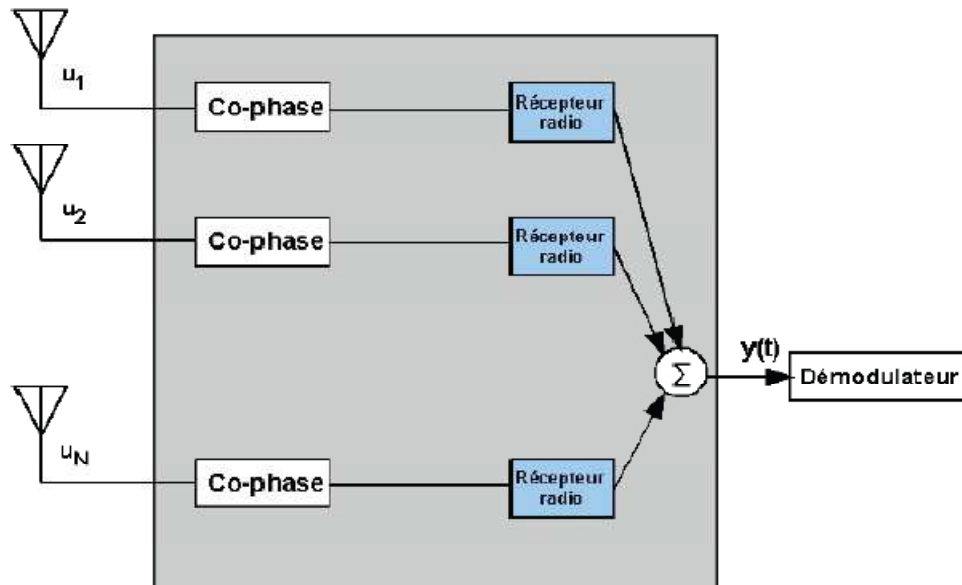 u1
Co-phase
Récepteur
radio
u2
Co-phase
Récepteur
radio
Σ
y(t)
Démodulateur
uN
Co-phase
Récepteur
radio